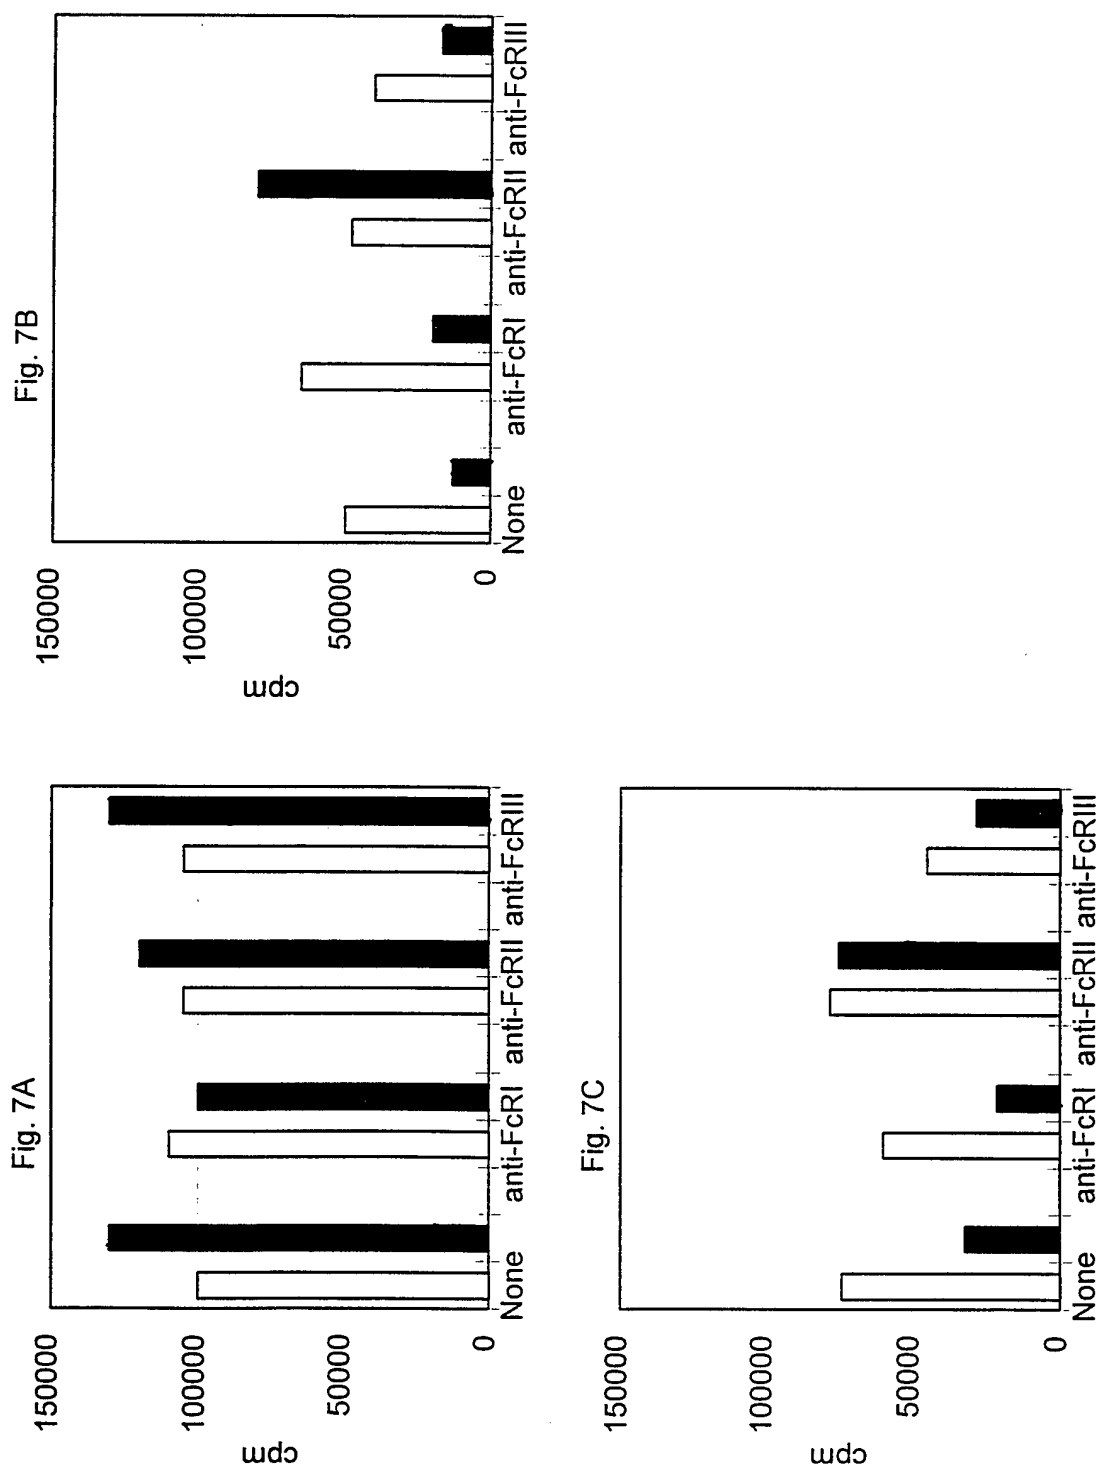 Fig. 7A
150000
100000
50000
0
cpm
None
anti-FcRI
anti-FcRII
anti-FcRIII
Fig. 7B
150000
100000
50000
0
cpm
None
anti-FcRI
anti-FcRII
anti-FcRIII
Fig. 7C
150000
100000
50000
0
cpm
None
anti-FcRI
anti-FcRII
anti-FcRIII